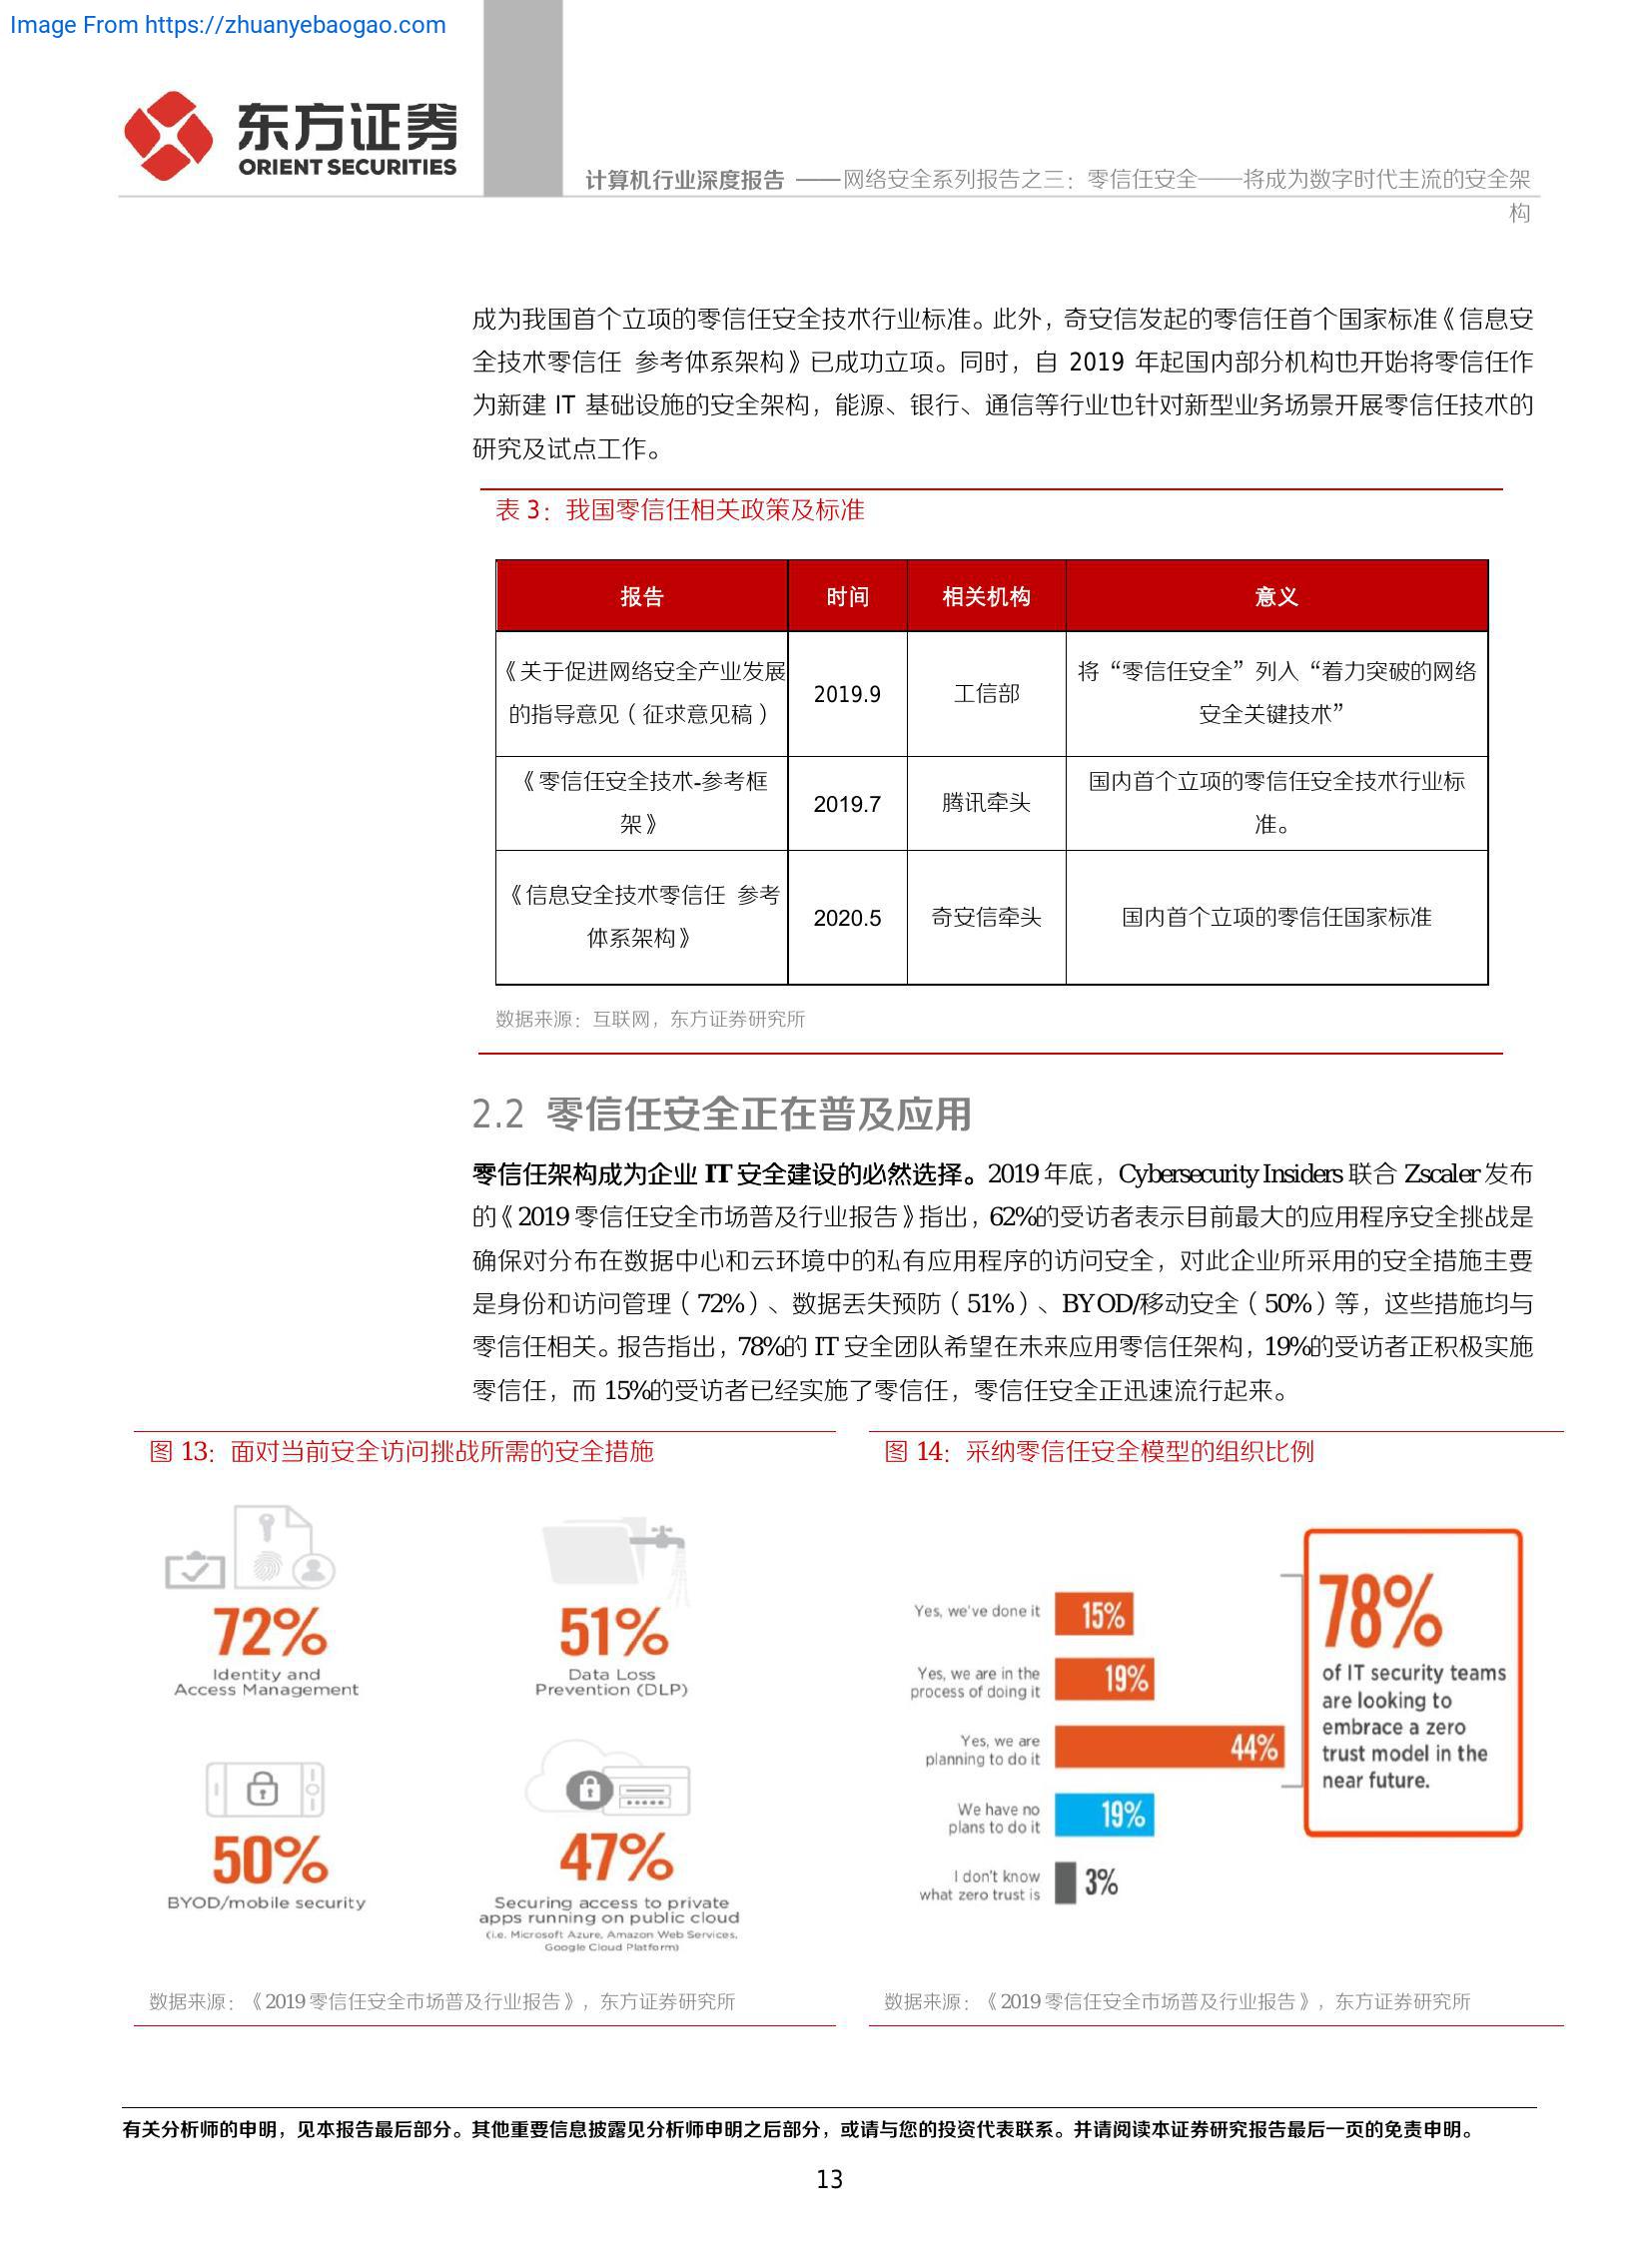 Image From https://zhuanyebaogao.com
东方证券
ORIENT SECURITIES
计算机行业深度报告 ——网络安全系列报告之三：零信任安全——将成为数字时代主流的安全架
构
成为我国首个立项的零信任安全技术行业标准。此外，奇安信发起的零信任首个国家标准《信息安
全技术零信任 参考体系架构》已成功立项。同时，自 2019 年起国内部分机构也开始将零信任作
为新建 IT 基础设施的安全架构，能源、银行、通信等行业也针对新型业务场景开展零信任技术的
研究及试点工作。
表 3：我国零信任相关政策及标准
报告 时间 相关机构 意义
《关于促进网络安全产业发展
的指导意见（征求意见稿）
2019.9
工信部
将“零信任安全”列入“着力突破的网络
安全关键技术”
《零信任安全技术-参考框
架》
2019.7
腾讯牵头
国内首个立项的零信任安全技术行业标
准。
《信息安全技术零信任 参考
体系架构》
2020.5
奇安信牵头
国内首个立项的零信任国家标准
数据来源：互联网，东方证券研究所
2.2 零信任安全正在普及应用
零信任架构成为企业 IT 安全建设的必然选择。2019 年底，Cybersecurity Insiders 联合 Zscaler 发布
的《2019 零信任安全市场普及行业报告》指出，62%的受访者表示目前最大的应用程序安全挑战是
确保对分布在数据中心和云环境中的私有应用程序的访问安全，对此企业所采用的安全措施主要
是身份和访问管理（72%）、数据丢失预防（51%）、BYOD/移动安全（50%）等，这些措施均与
零信任相关。报告指出，78%的 IT 安全团队希望在未来应用零信任架构，19%的受访者正积极实施
零信任，而 15%的受访者已经实施了零信任，零信任安全正迅速流行起来。
图 13：面对当前安全访问挑战所需的安全措施
72%
Identity and
Access Management
51%
Data Loss
Prevention (DLP)
50%
BYOD/mobile security
47%
Securing access to private
apps running on public cloud
(i.e. Microsoft Azure, Amazon Web Services,
Google Cloud Platform)
数据来源：《2019 零信任安全市场普及行业报告》，东方证券研究所
图 14：采纳零信任安全模型的组织比例
Yes, we've done it
15%
Yes, we are in the
process of doing it
19%
Yes, we are
planning to do it
44%
We have no
plans to do it
19%
I don't know
what zero trust is
3%
78%
of IT security teams
are looking to
embrace a zero
trust model in the
near future.
数据来源：《2019 零信任安全市场普及行业报告》，东方证券研究所
有关分析师的申明，见本报告最后部分。其他重要信息披露见分析师申明之后部分，或请与您的投资代表联系。并请阅读本证券研究报告最后一页的免责申明。
13